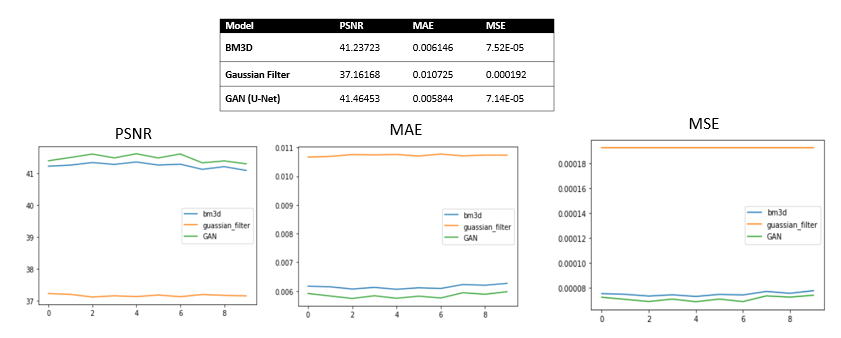 Model PSNR MAE MSE
BM3D 41.23723 0.006146 7.52E-05
Gaussian Filter 37.16168 0.010725 0.000192
GAN (U-Net) 41.46453 0.005844 7.14E-05
PSNR
41
40
39
38
37
bm3d
guassian_filter
GAN
0 2 4 6 8
MAE
0.011
0.010
0.009
0.008
0.007
0.006
bm3d
guassian_filter
GAN
0 2 4 6 8
MSE
0.00018
0.00016
0.00014
0.00012
0.00010
0.00008
bm3d
guassian_filter
GAN
0 2 4 6 8